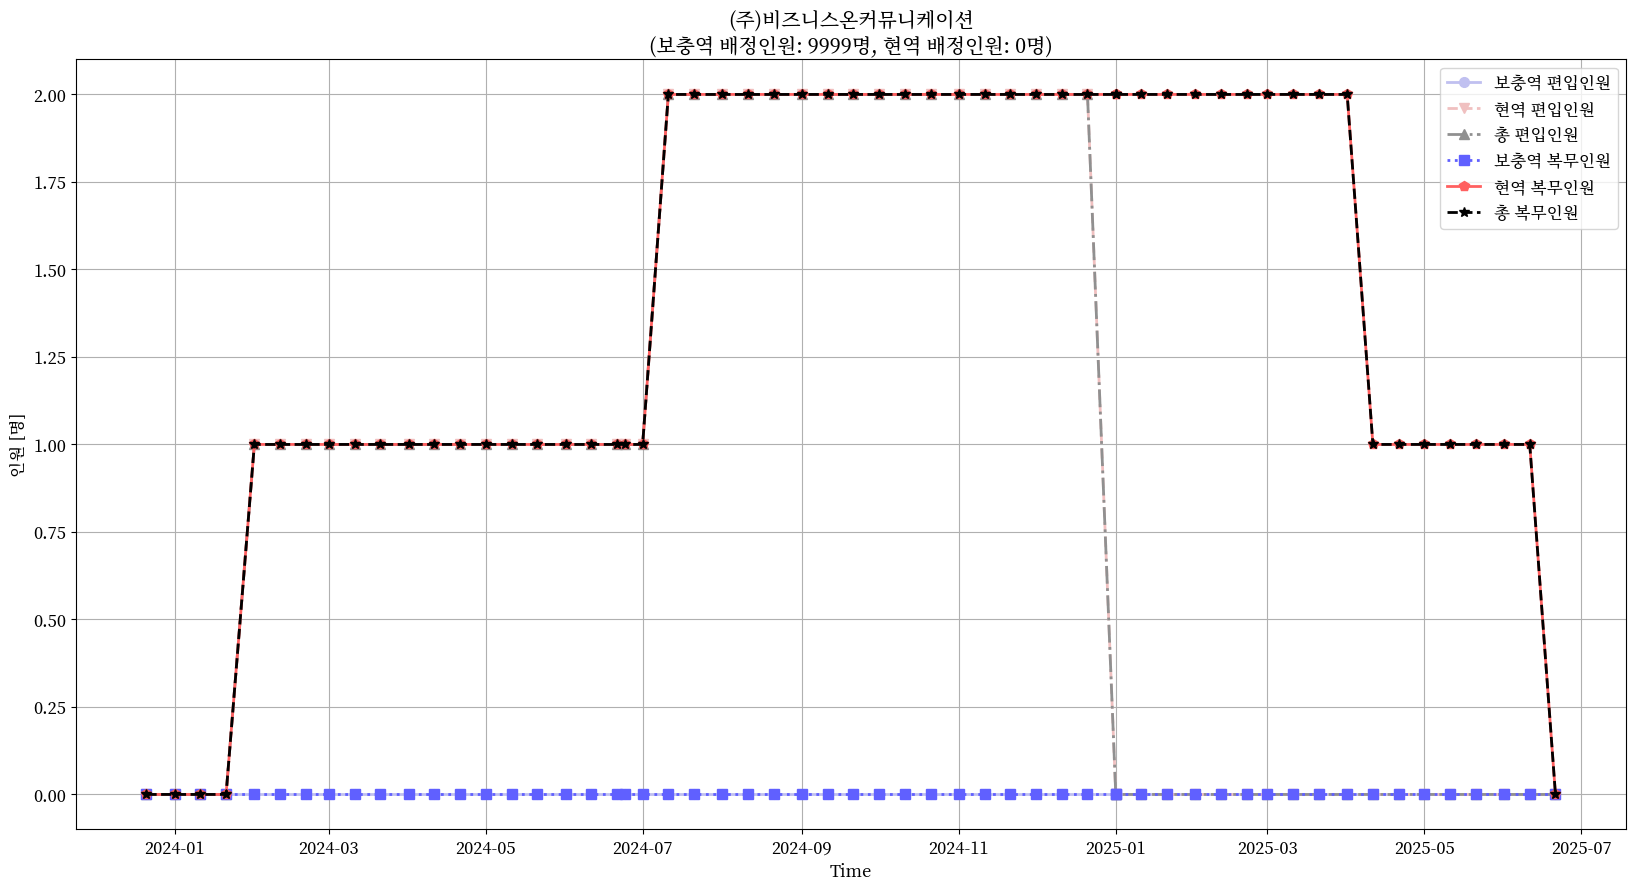 (주)비즈니스온커뮤니케이션
(보충역 배정인원: 9999명, 현역 배정인원: 0명)
인원 [명]
2.00
1.75
1.50
1.25
1.00
0.75
0.50
0.25
0.00
보충역 편입인원
현역 편입인원
총 편입인원
보충역 복무인원
현역 복무인원
총 복무인원
2024-01
2024-03
2024-05
2024-07
2024-09
2024-11
2025-01
2025-03
2025-05
2025-07
Time